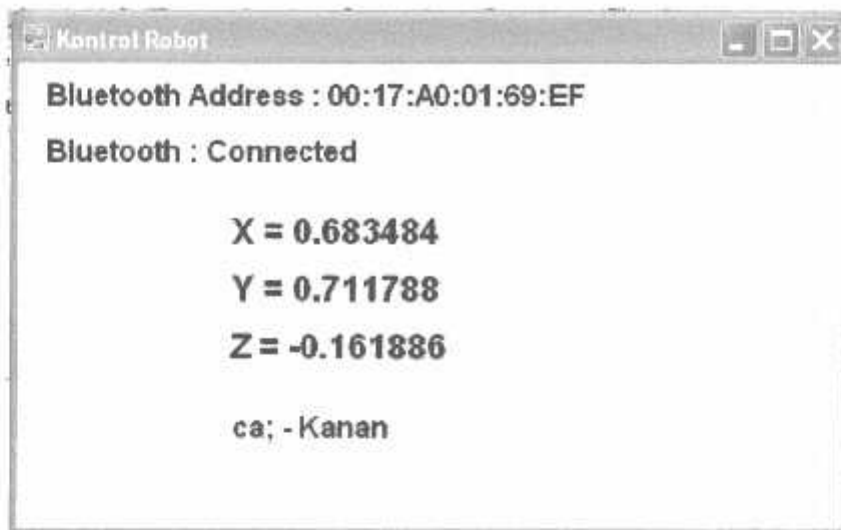 Kontrol Robot
Bluetooth Address : 00:17:A0:01:69:EF
Bluetooth : Connected
X = 0.683484
Y = 0.711788
Z = -0.161886
ca; - Kanan